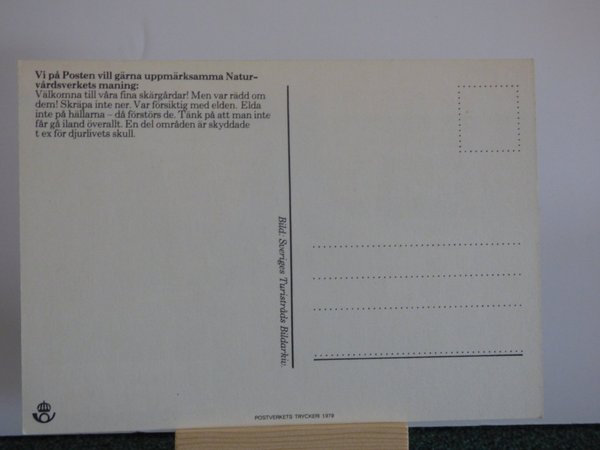 Vi på Posten vill gärna uppmärksamma Natur-
vårdsverkets maning:
Välkomna till våra fina skärgårdar! Men var rädd om
dem! Skräpa inte ner. Var försiktig med elden. Elda
inte på hällarna – då förstörs de. Tänk på att man inte
får gå iland överallt. En del områden är skyddade
t ex för djurlivets skull.
Bild: Sveriges Turistråds Bildarkiv.
POSTVERKETS TRYCKERI 1979